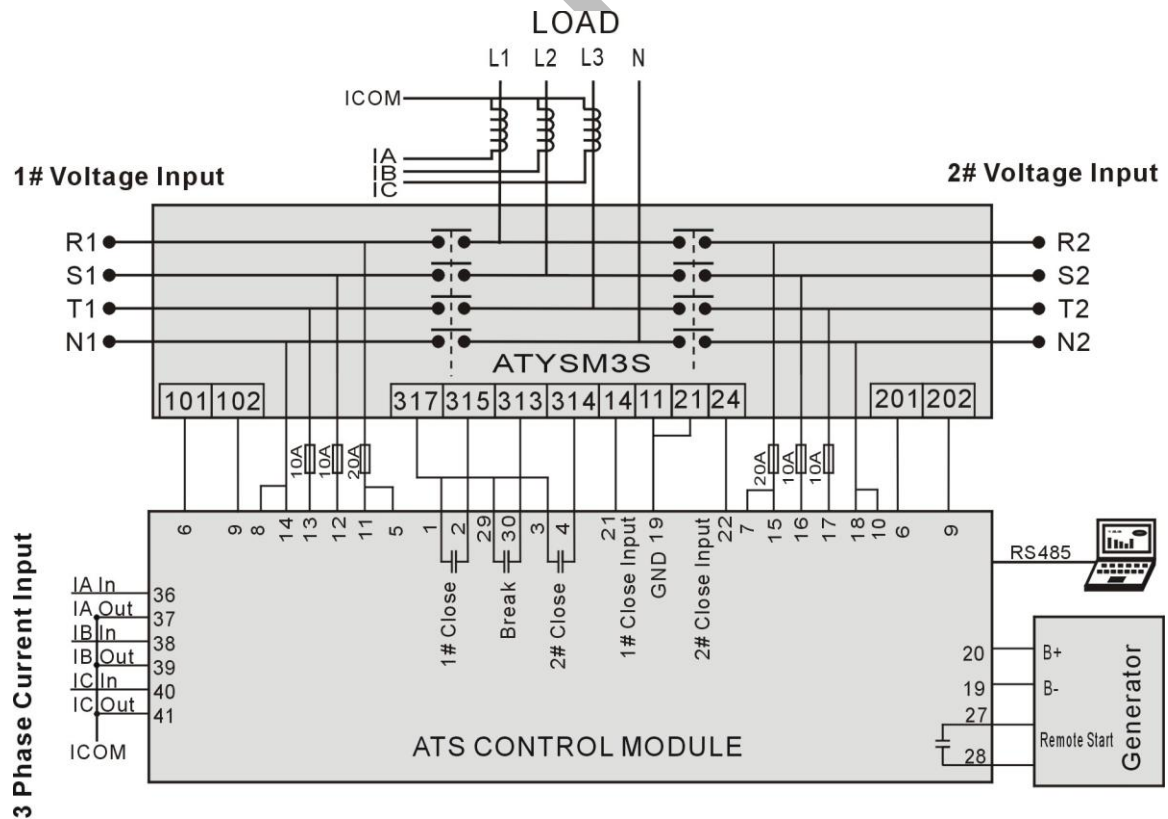 LOAD
L1 L2 L3 N
ICOM
IA
IB
IC
1# Voltage Input
2# Voltage Input
R1
S1
T1
N1
R2
S2
T2
N2
ATYSM3S
101 102 317 315 313 314 14 11 21 24 201 202
10A 10A 20A 20A 10A 10A
6 9 8 14 13 12 11 5 1 2 29 30 3 4 21 19 22 7 15 16 17 18 10 6 9
1# Close
Break
2# Close
1# Close Input
GND
2# Close Input
RS485
3 Phase Current Input
IA In 36
IA Out 37
IB In 38
IB Out 39
IC In 40
IC Out 41
ICOM
ATS CONTROL MODULE
20 B+
19 B-
27
Remote Start
28
Generator